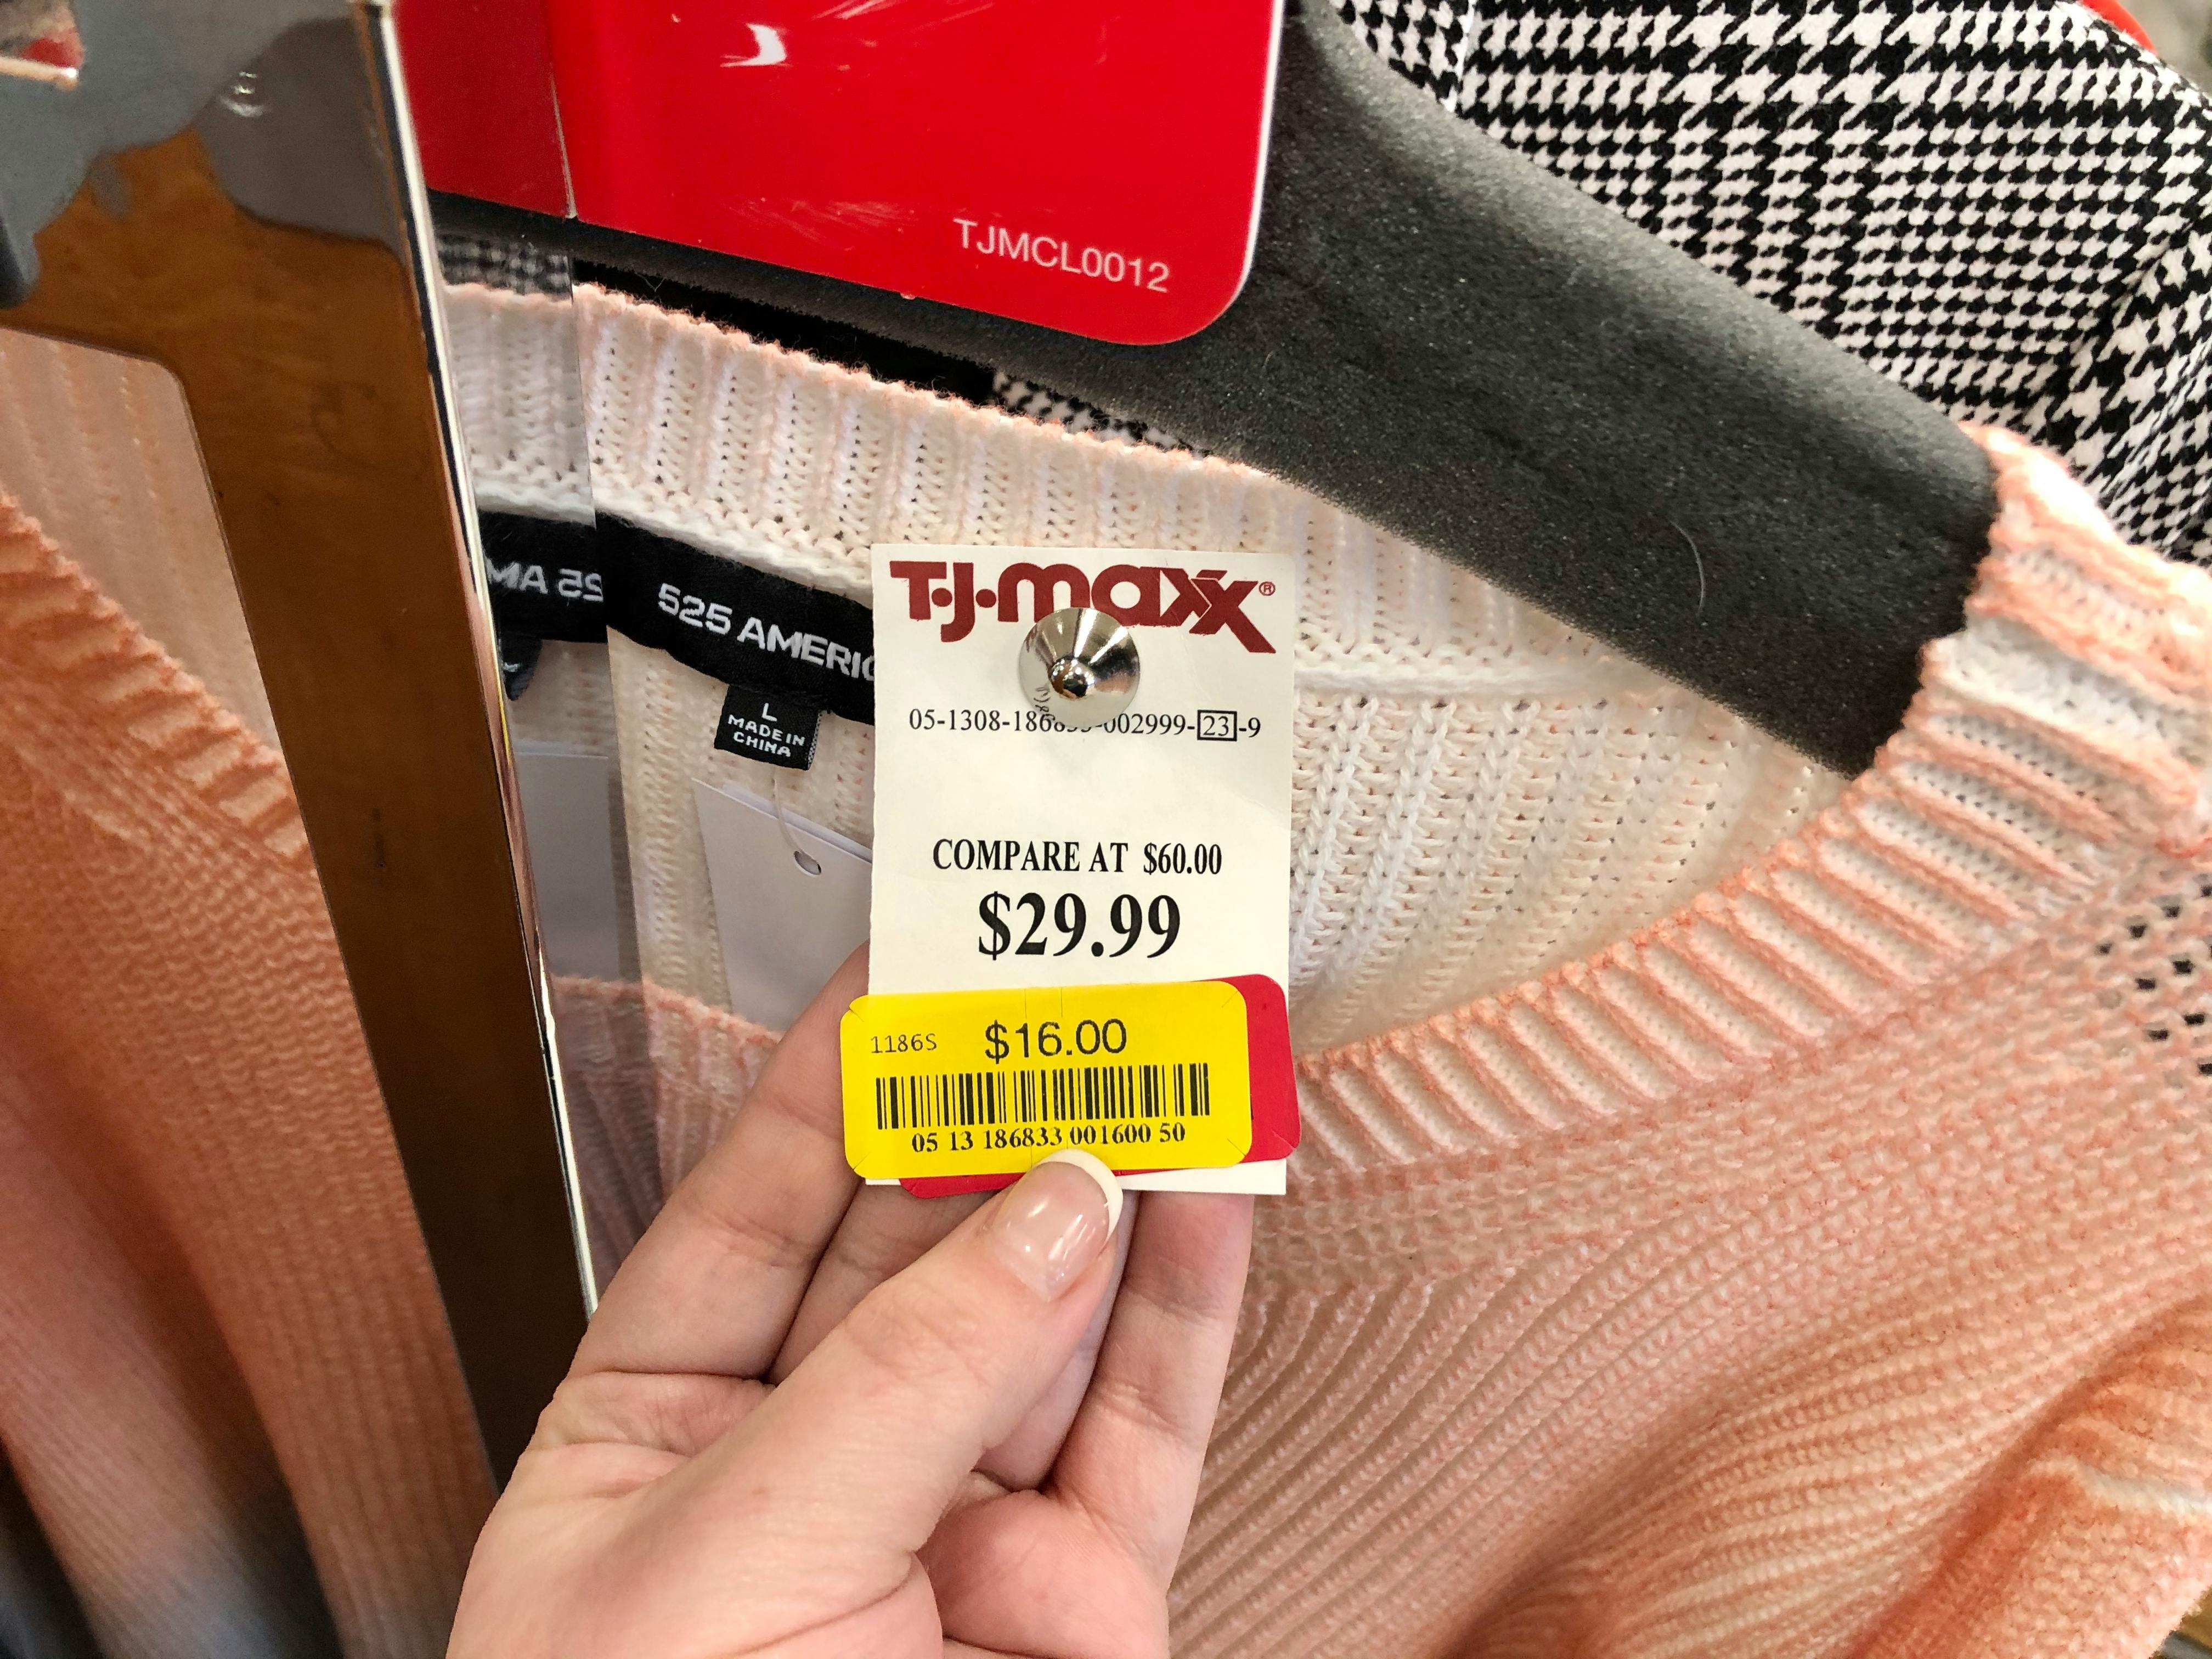 TJMCL0012
525 AMERIC
L
MADE IN
CHINA
T·J·maxx®
05-1308-186833-002999-23-9
COMPARE AT $60.00
$29.99
1186S $16.00
05 13 186833 001600 50